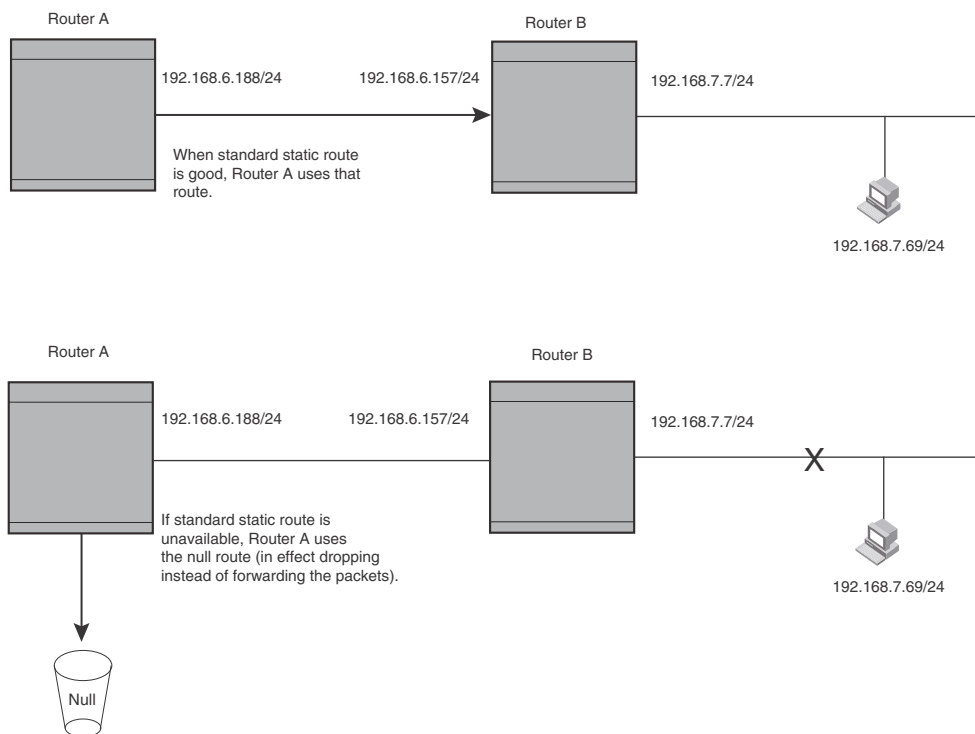 Router A
Router B
192.168.6.188/24
192.168.6.157/24
192.168.7.7/24
When standard static route
is good, Router A uses that
route.
192.168.7.69/24
Router A
Router B
192.168.6.188/24
192.168.6.157/24
192.168.7.7/24
X
If standard static route is
unavailable, Router A uses
the null route (in effect dropping
instead of forwarding the packets).
192.168.7.69/24
Null